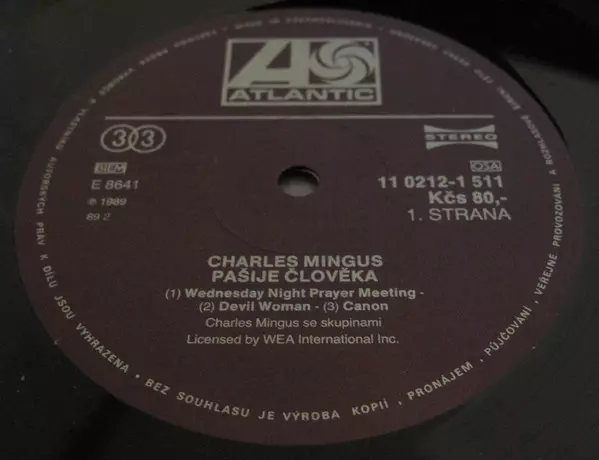 ATLANTIC
33
STEREO
BIEM
OSA
E 8641
11 0212-1 511
℗ 1989
Kčs 80,-
89 2
1. STRANA
CHARLES MINGUS
PAŠIJE ČLOVĚKA
(1) Wednesday Night Prayer Meeting -
(2) Devil Woman - (3) Canon
Charles Mingus se skupinami
Licensed by WEA International Inc.
AUTORSKÝCH PRÁV K DÍLU JSOU VYHRAZENA • BEZ SOUHLASU JE VÝROBA KOPIÍ, PRONÁJEM, PŮJČOVÁNÍ, VEŘEJNÉ PROVOZOVÁNÍ A ROZHLASOVÉ